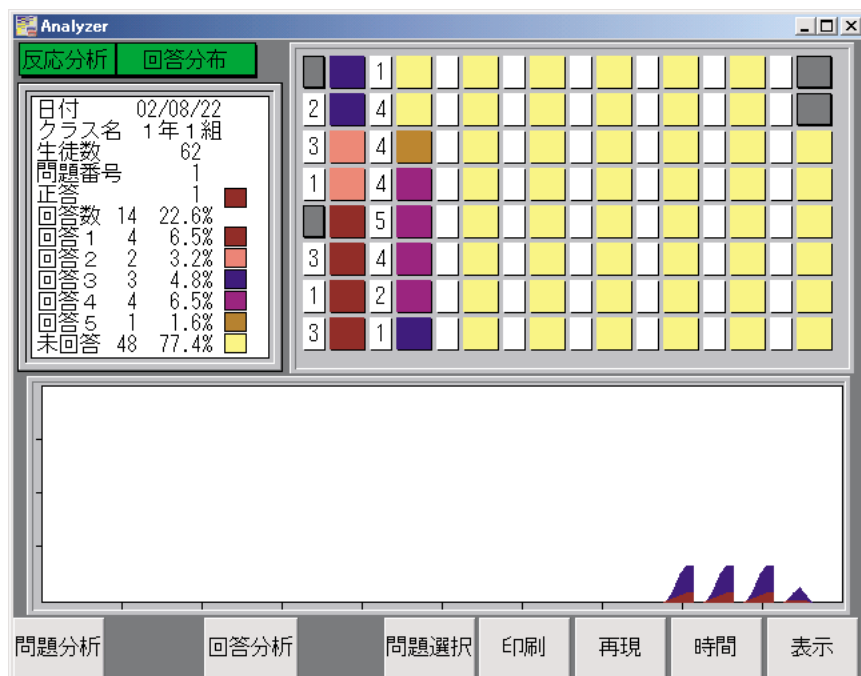 Analyzer
反応分析 回答分布
日付 02/08/22
クラス名 1年1組
生徒数 62
問題番号 1
正答 1
回答数 14 22.6%
回答1 4 6.5%
回答2 2 3.2%
回答3 3 4.8%
回答4 4 6.5%
回答5 1 1.6%
未回答 48 77.4%
1
2 4
3 4
1 4
5
3 4
1 2
3 1
問題分析 回答分析 問題選択 印刷 再現 時間 表示